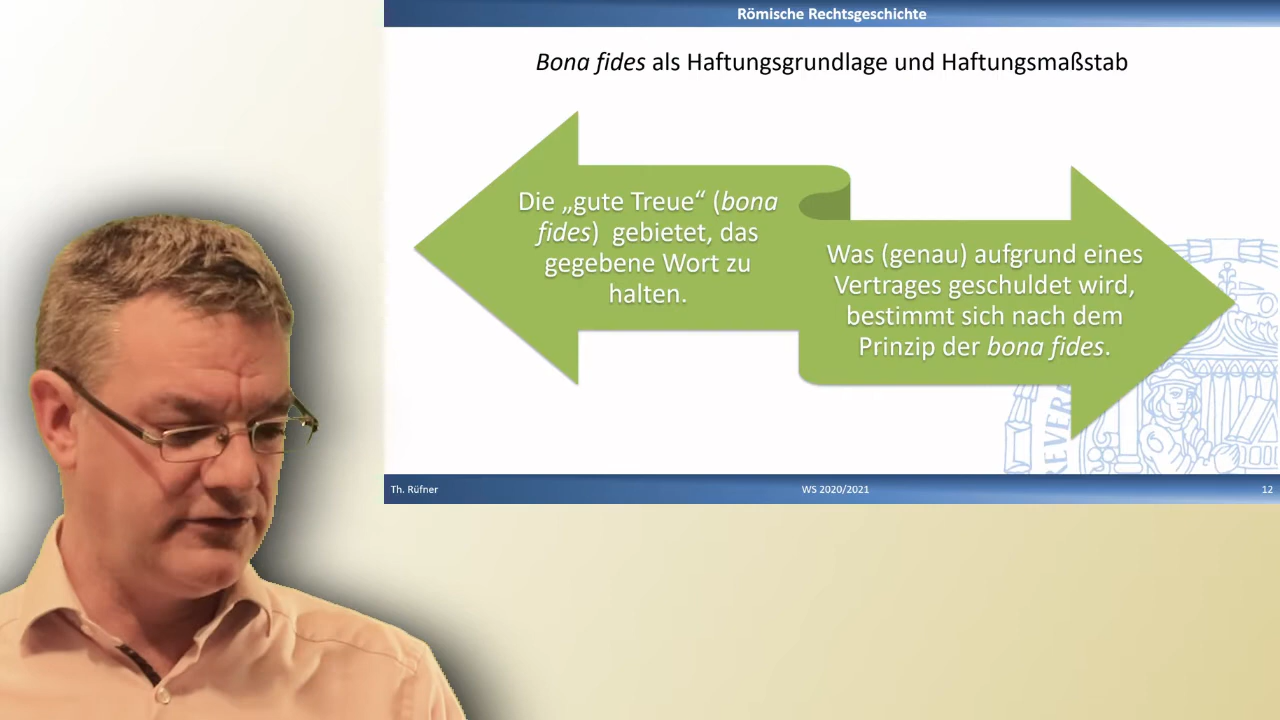 Römische Rechtsgeschichte
Bona fides als Haftungsgrundlage und Haftungsmaßstab
Die „gute Treue“ (bona
fides)  gebietet, das
gegebene Wort zu
halten.
Was (genau) aufgrund eines
Vertrages geschuldet wird,
bestimmt sich nach dem
Prinzip der bona fides.
Th. Rüfner
WS 2020/2021
12